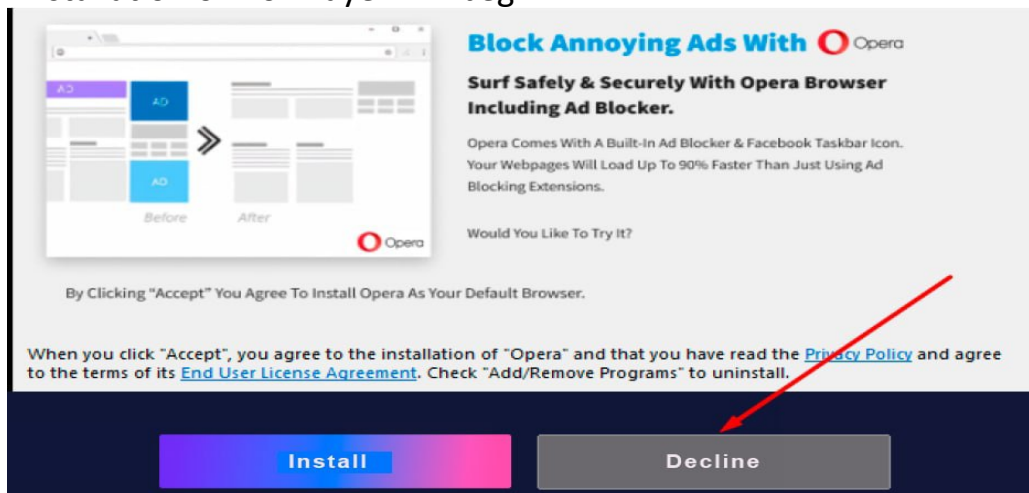 Block Annoying Ads With Opera
Surf Safely & Securely With Opera Browser
Including Ad Blocker.
Opera Comes With A Built-In Ad Blocker & Facebook Taskbar Icon.
Your Webpages Will Load Up To 90% Faster Than Just Using Ad
Blocking Extensions.
Would You Like To Try It?
AD
AD
AD
Before After
Opera
By Clicking "Accept" You Agree To Install Opera As Your Default Browser.
When you click "Accept", you agree to the installation of "Opera" and that you have read the Privacy Policy and agree
to the terms of its End User License Agreement. Check "Add/Remove Programs" to uninstall.
Install Decline